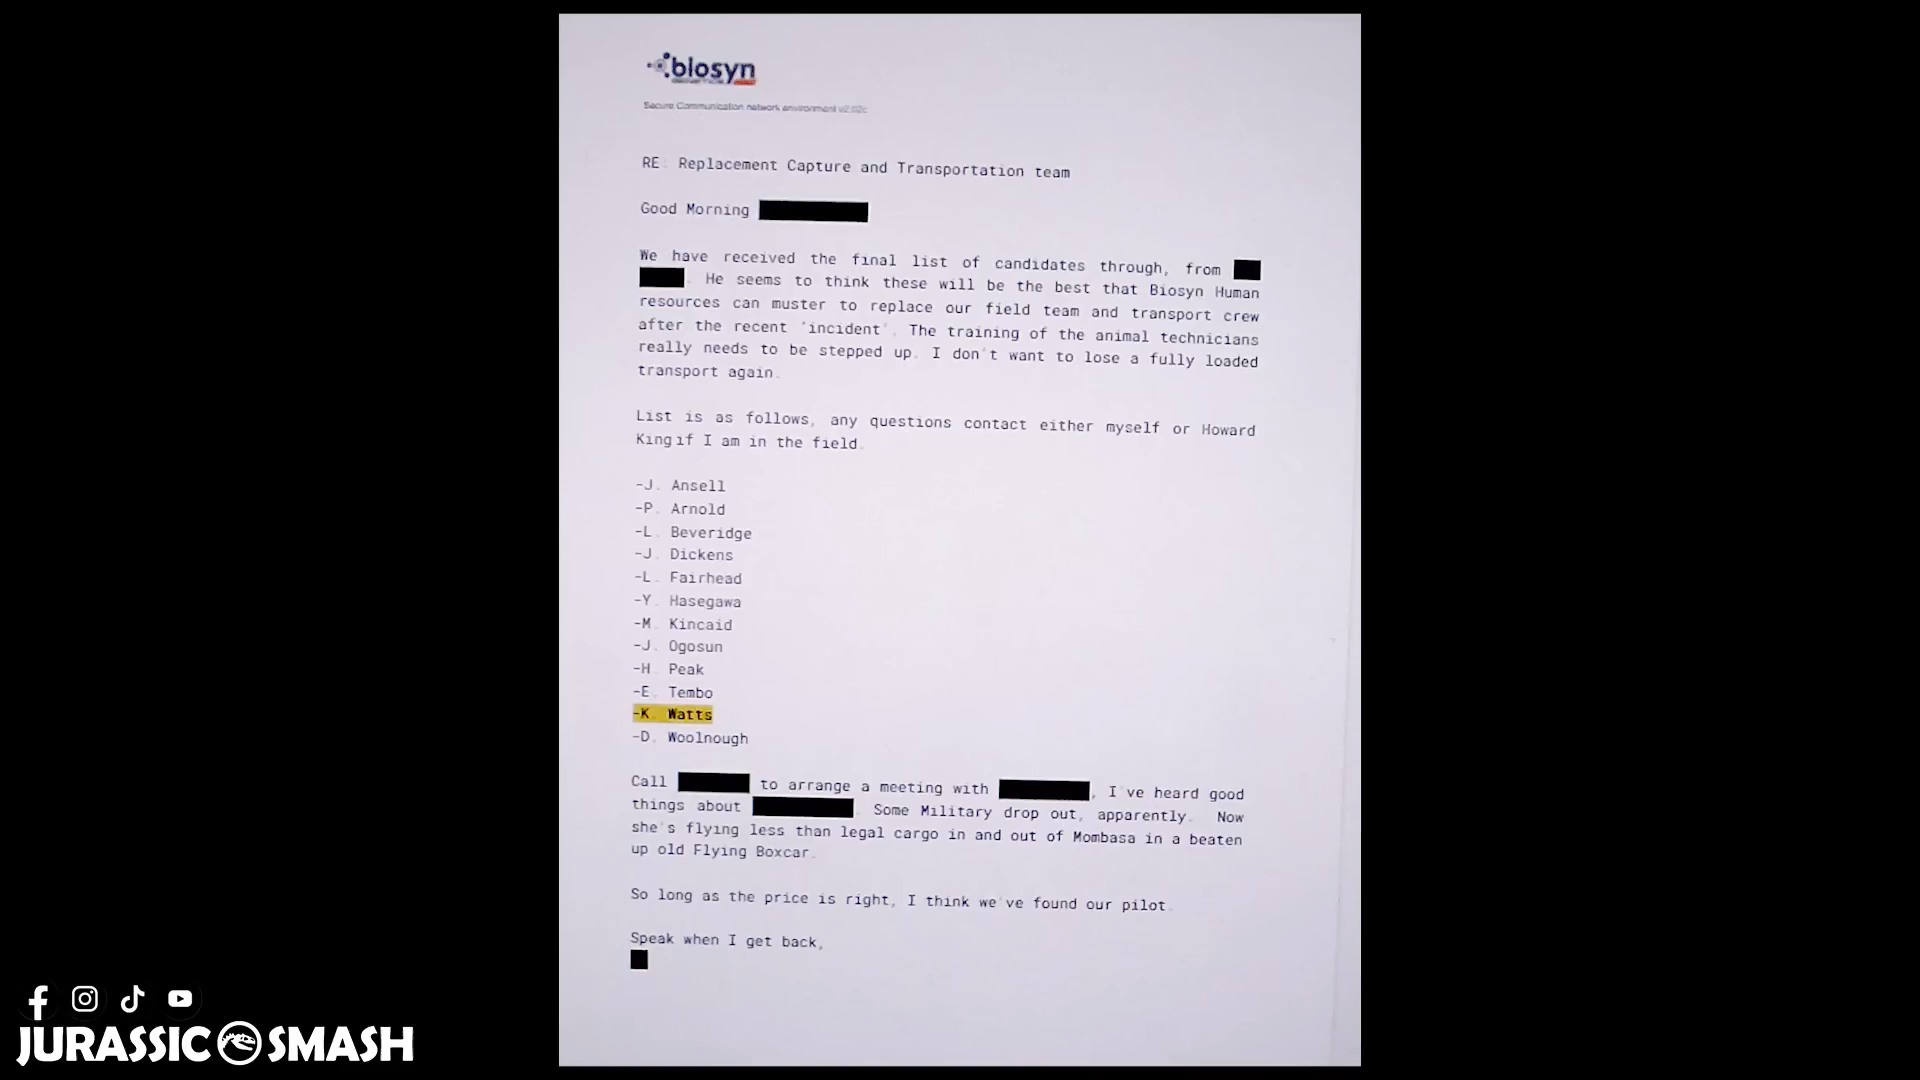 biosyn
Secure Communication network environment v2.02c
RE. Replacement Capture and Transportation team
Good Morning
We have received the final list of candidates through, from
. He seems to think these will be the best that Biosyn Human
resources can muster to replace our field team and transport crew
after the recent 'incident'. The training of the animal technicians
really needs to be stepped up. I don't want to lose a fully loaded
transport again.
List is as follows, any questions contact either myself or Howard
King if I am in the field.
-J. Ansell
-P. Arnold
-L. Beveridge
-J. Dickens
-L. Fairhead
-Y. Hasegawa
-M. Kincaid
-J. Ogosun
-H. Peak
-E. Tembo
-K. Watts
-D. Woolnough
Call to arrange a meeting with , I've heard good
things about . Some Military drop out, apparently. Now
she's flying less than legal cargo in and out of Mombasa in a beaten
up old Flying Boxcar.
So long as the price is right, I think we've found our pilot.
Speak when I get back,
JURASSIC SMASH